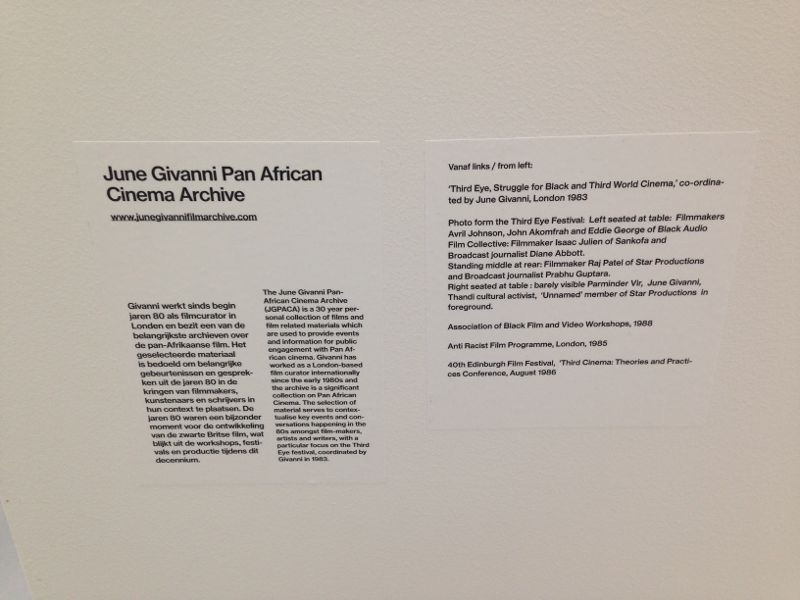 June Givanni Pan African
Cinema Archive
www.junegivannifilmarchive.com
Givanni werkt sinds begin
jaren 80 als filmcurator in
Londen en bezit een van de
belangrijkste archieven over
de pan-Afrikaanse film. Het
geselecteerde materiaal
is bedoeld om belangrijke
gebeurtenissen en gesprek-
ken uit de jaren 80 in de
kringen van filmmakers,
kunstenaars en schrijvers in
hun context te plaatsen. De
jaren 80 waren een bijzonder
moment voor de ontwikkeling
van de zwarte Britse film, wat
blijkt uit de workshops, festi-
vals en productie tijdens dit
decennium.
The June Givanni Pan-
African Cinema Archive
(JGPACA) is a 30 year per-
sonal collection of films and
film related materials which
are used to provide events
and information for public
engagement with Pan Af-
rican cinema. Givanni has
worked as a London-based
film curator internationally
since the early 1980s and
the archive is a significant
collection on Pan African
Cinema. The selection of
material serves to contex-
tualise key events and con-
versations happening in the
80s amongst film-makers,
artists and writers, with a
particular focus on the Third
Eye festival, coordinated by
Givanni in 1983.
Vanaf links / from left:
'Third Eye, Struggle for Black and Third World Cinema,' co-ordina-
ted by June Givanni, London 1983
Photo form the Third Eye Festival: Left seated at table: Filmmakers
Avril Johnson, John Akomfrah and Eddie George of Black Audio
Film Collective: Filmmaker Isaac Julien of Sankofa and
Broadcast journalist Diane Abbott.
Standing middle at rear: Filmmaker Raj Patel of Star Productions
and Broadcast journalist Prabhu Guptara.
Right seated at table : barely visible Parminder Vir, June Givanni,
Thandi cultural activist, 'Unnamed' member of Star Productions in
foreground.
Association of Black Film and Video Workshops, 1988
Anti Racist Film Programme, London, 1985
40th Edinburgh Film Festival, 'Third Cinema: Theories and Practi-
ces Conference, August 1986